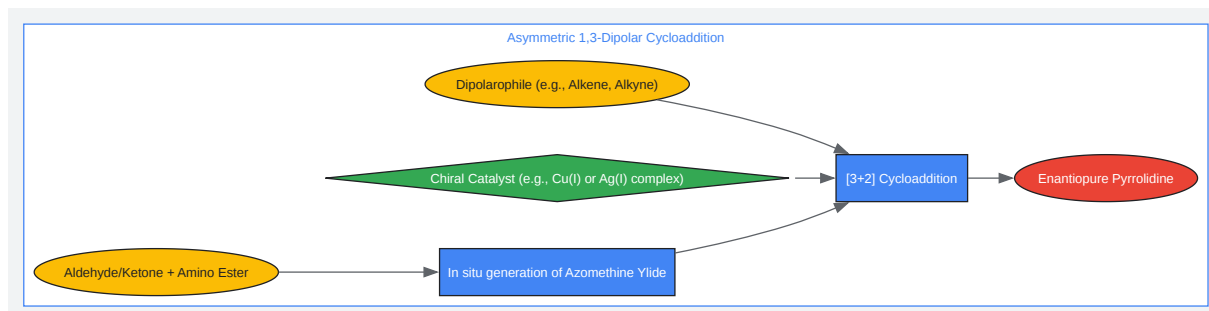 Asymmetric 1,3-Dipolar Cycloaddition
Dipolarophile (e.g., Alkene, Alkyne)
Chiral Catalyst (e.g., Cu(I) or Ag(I) complex)
[3+2] Cycloaddition
Enantiopure Pyrrolidine
Aldehyde/Ketone + Amino Ester
In situ generation of Azomethine Ylide